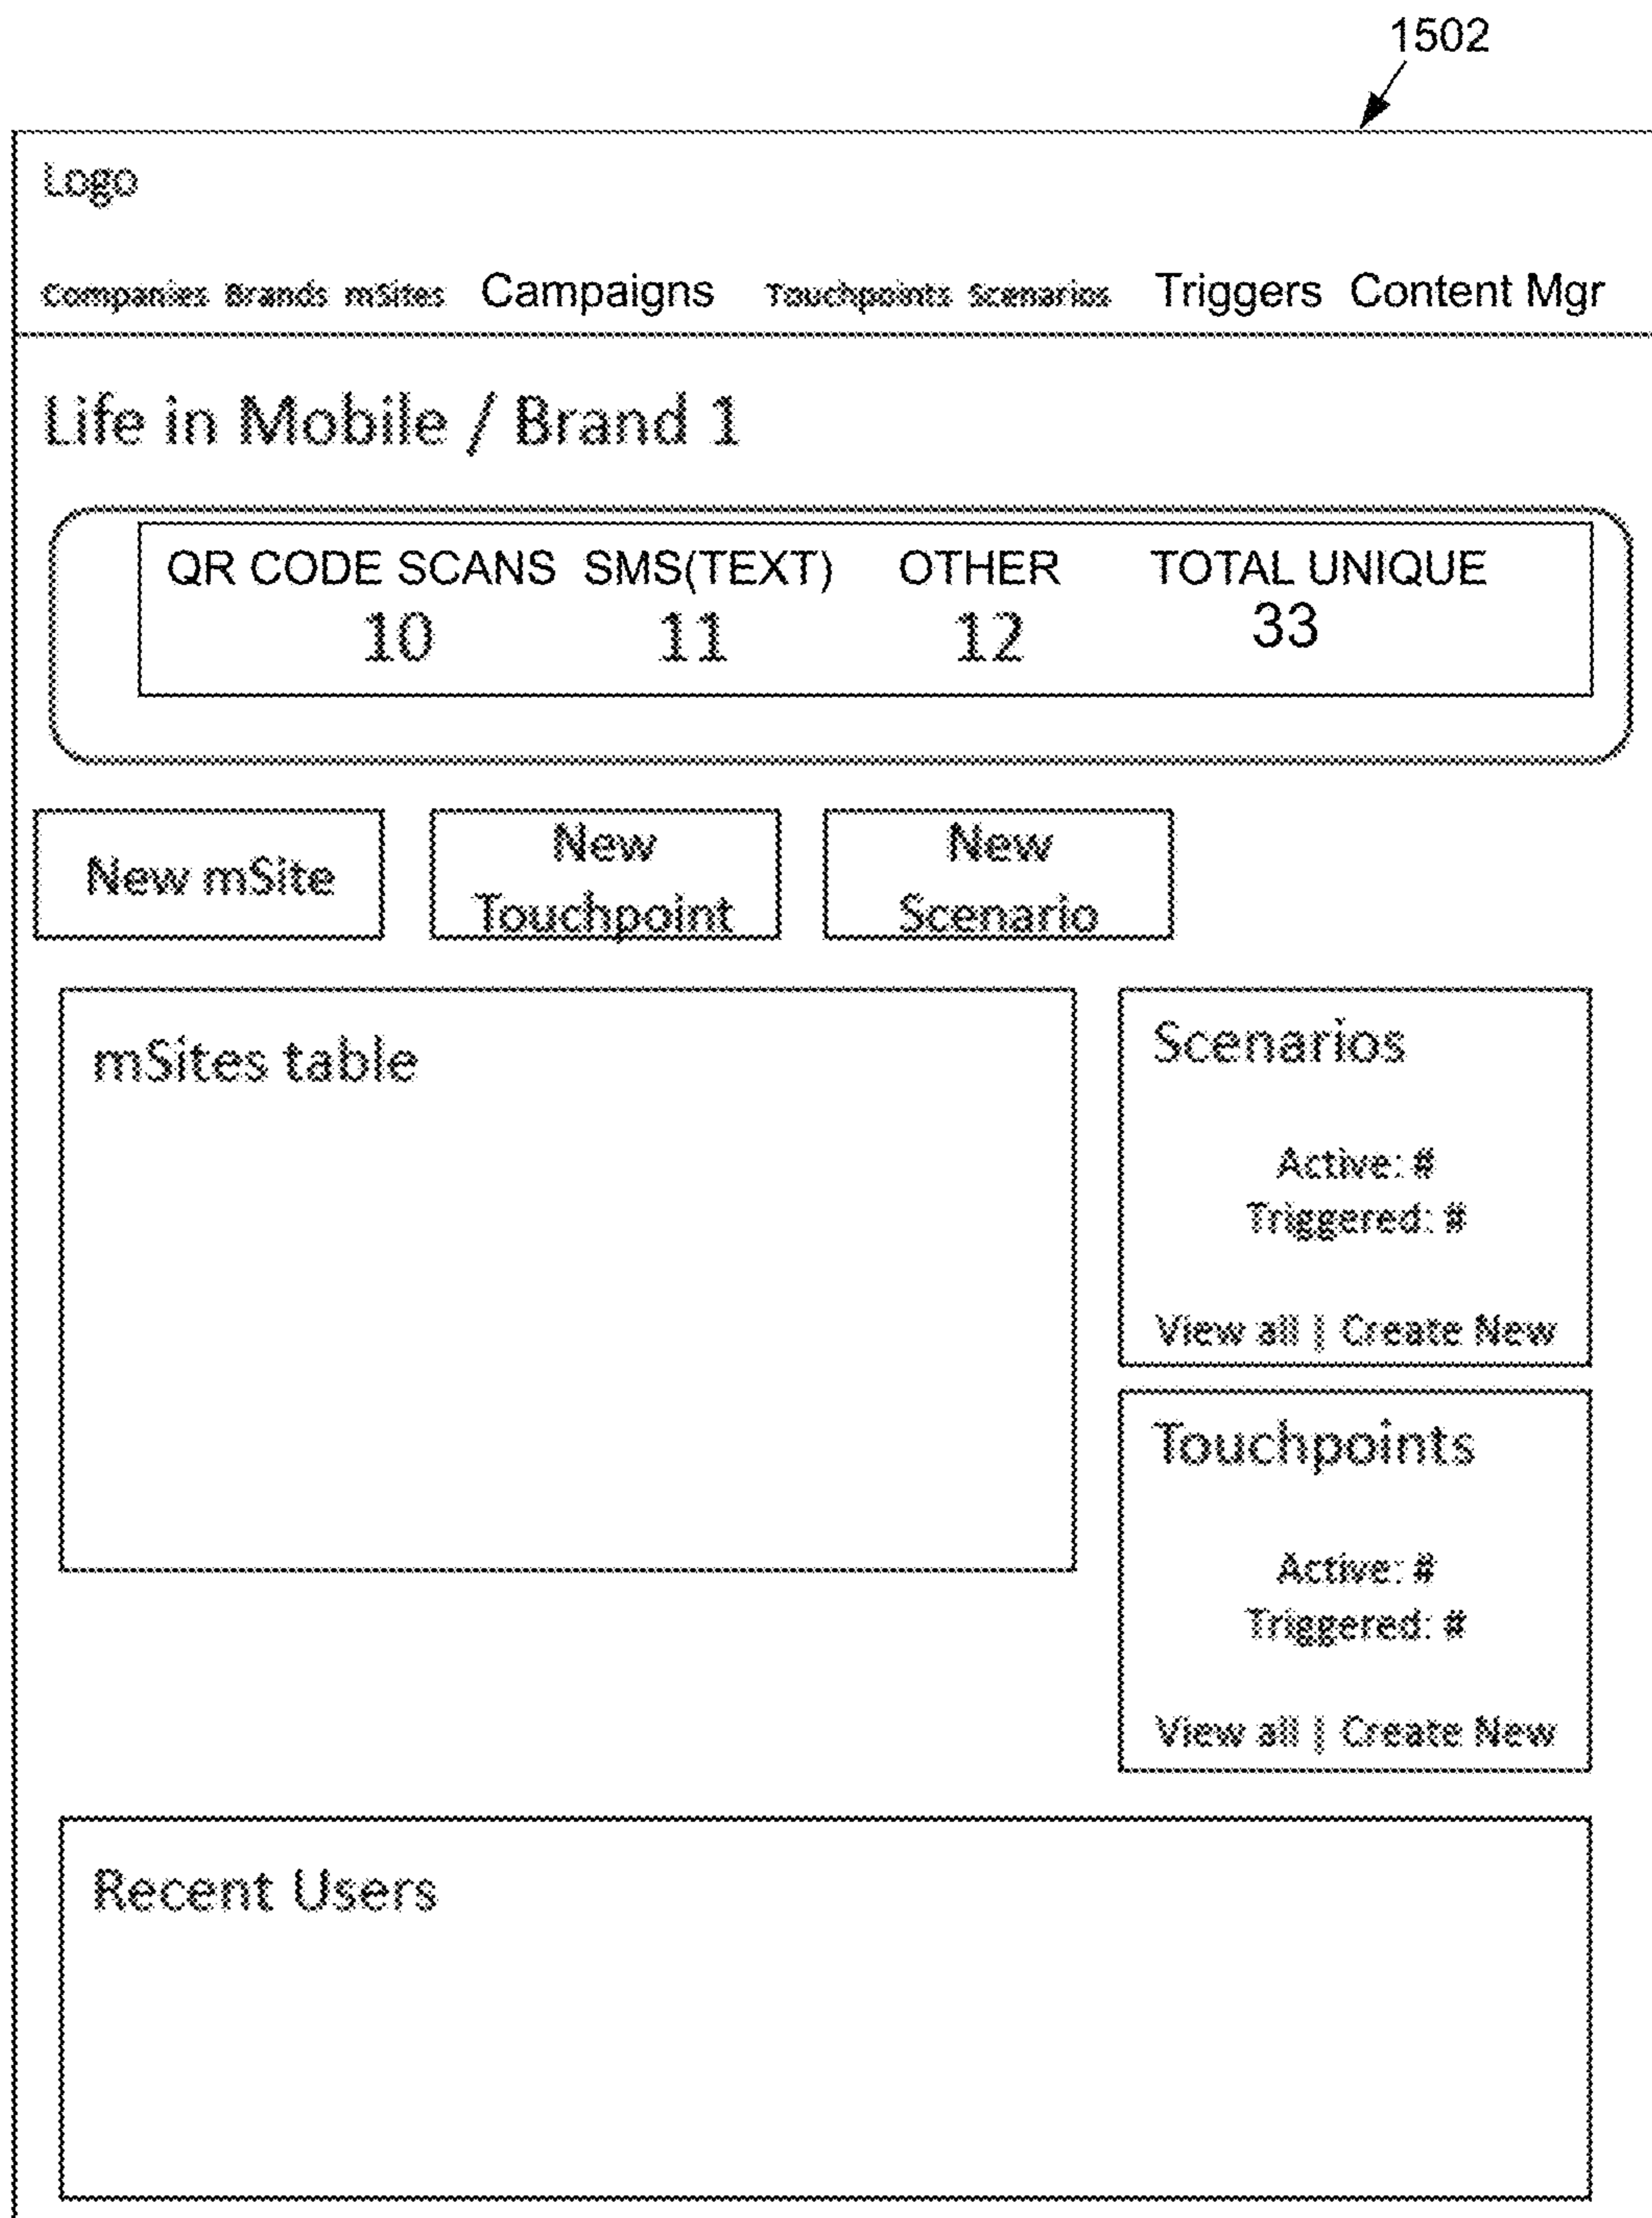 1502
Logo
Companies Brands mSites Campaigns Touchpoints Scenarios Triggers Content Mgr
Life in Mobile / Brand 1
QR CODE SCANS SMS(TEXT) OTHER TOTAL UNIQUE
10 11 12 33
New mSite
New
Touchpoint
New
Scenario
mSites table
Scenarios
Active: #
Triggered: #
View all | Create New
Touchpoints
Active: #
Triggered: #
View all | Create New
Recent Users